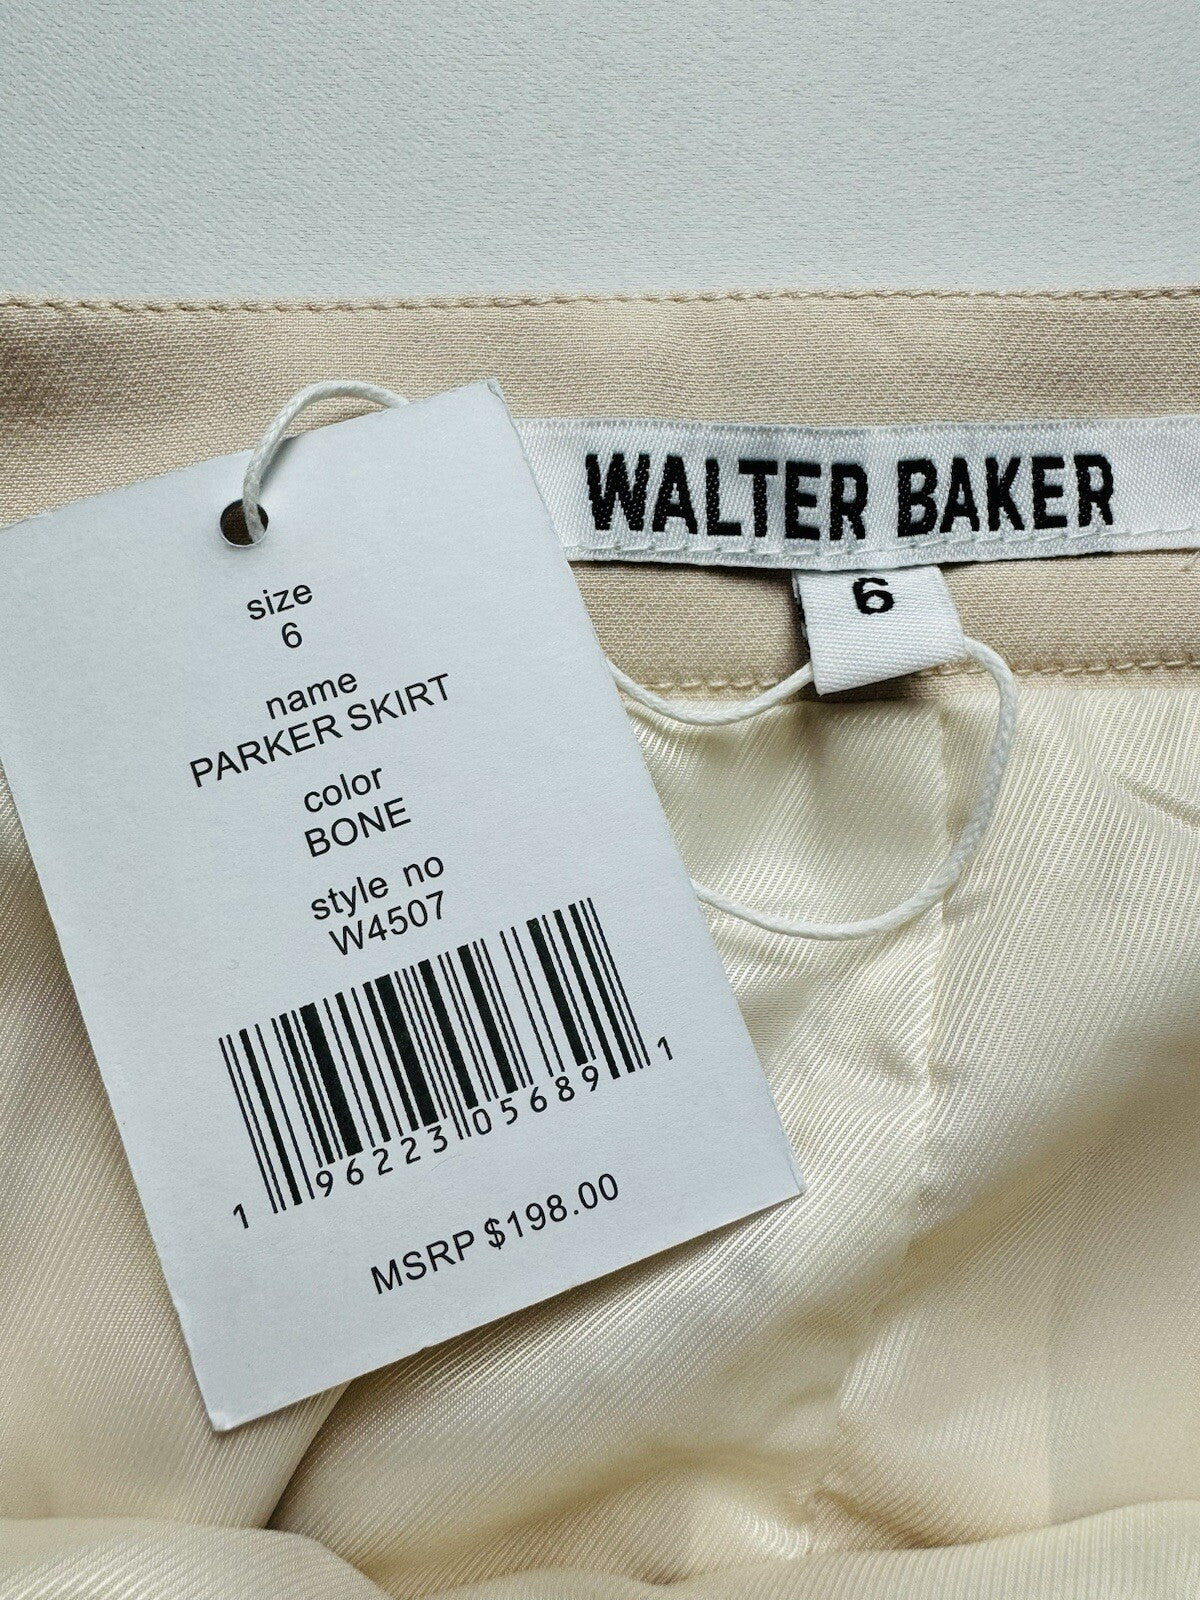 WALTER BAKER
6
size
6
name
PARKER SKIRT
color
BONE
style no
W4507
1 96223 05689 1
MSRP $198.00